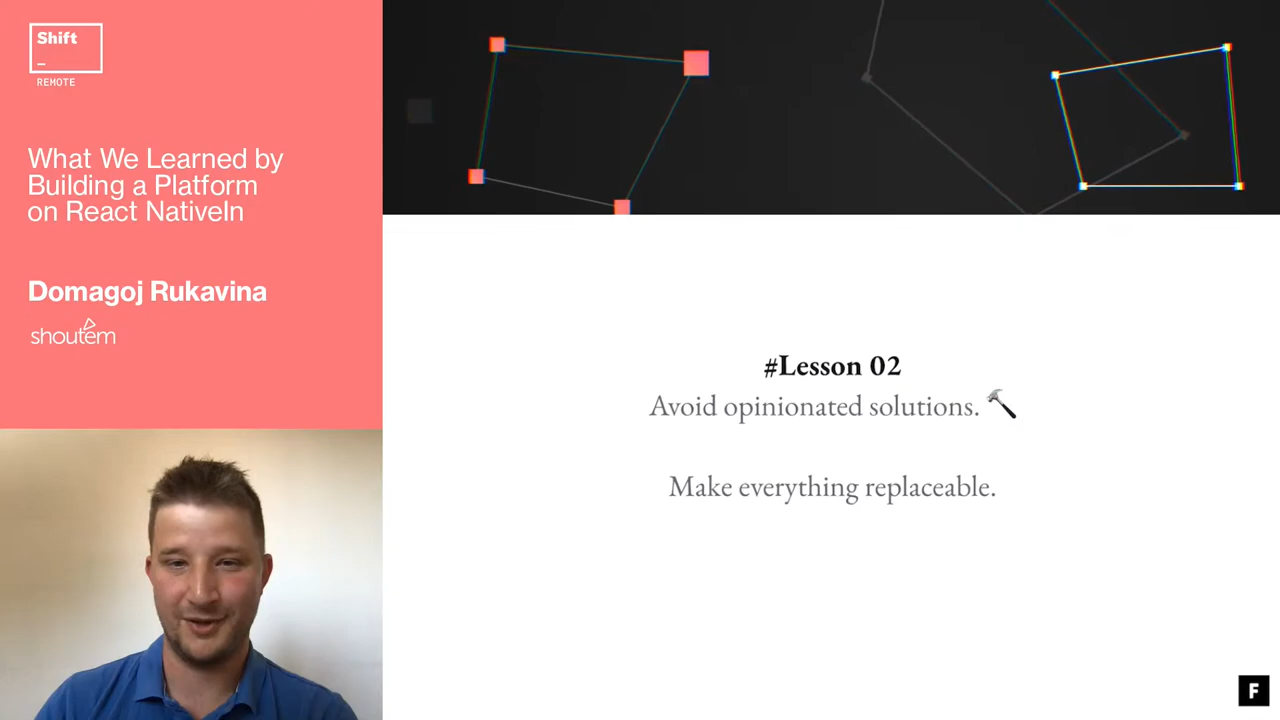 Shift
_
REMOTE
What We Learned by
Building a Platform
on React NativeIn
Domagoj Rukavina
shoutem
#Lesson 02
Avoid opinionated solutions. 🔨
Make everything replaceable.
F